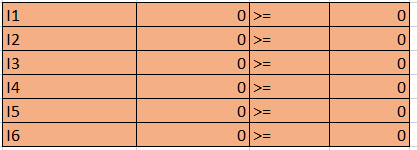 I1 0 >= 0
I2 0 >= 0
I3 0 >= 0
I4 0 >= 0
I5 0 >= 0
I6 0 >= 0